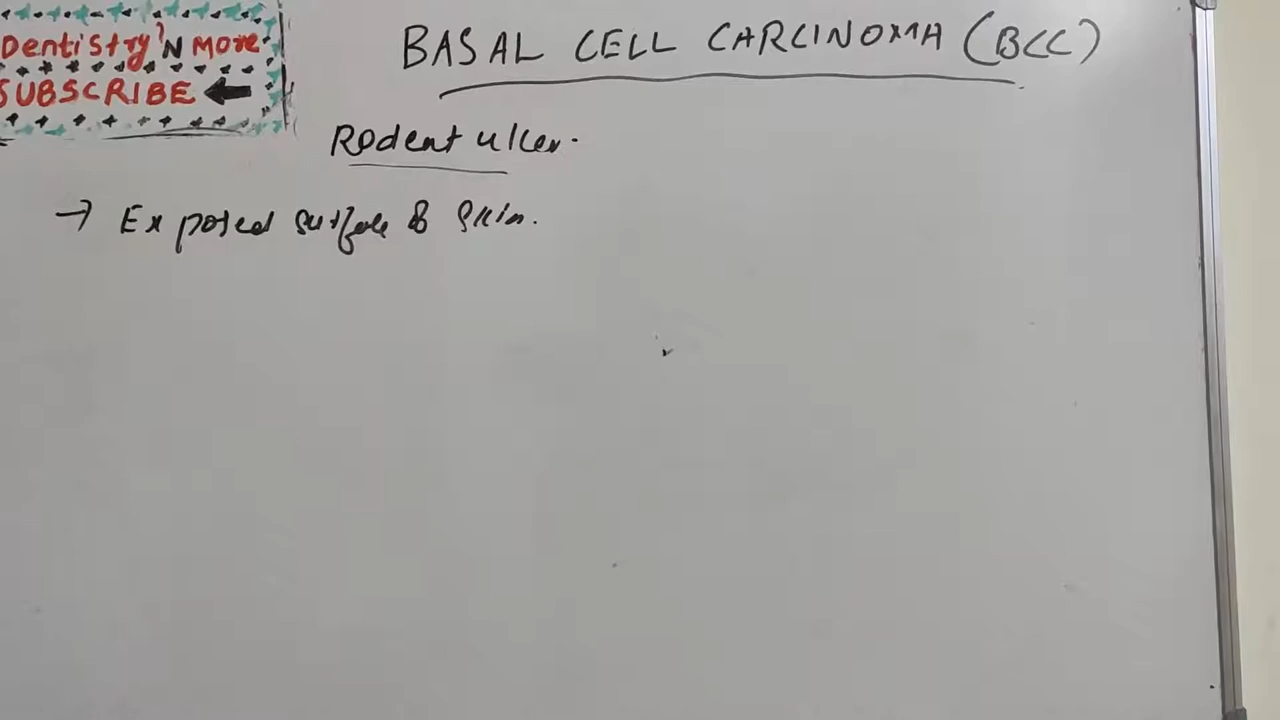 Dentistry'N More
SUBSCRIBE
BASAL CELL CARCINOMA (BCC)
Rodent ulcer.
→ Exposed surface of skin.